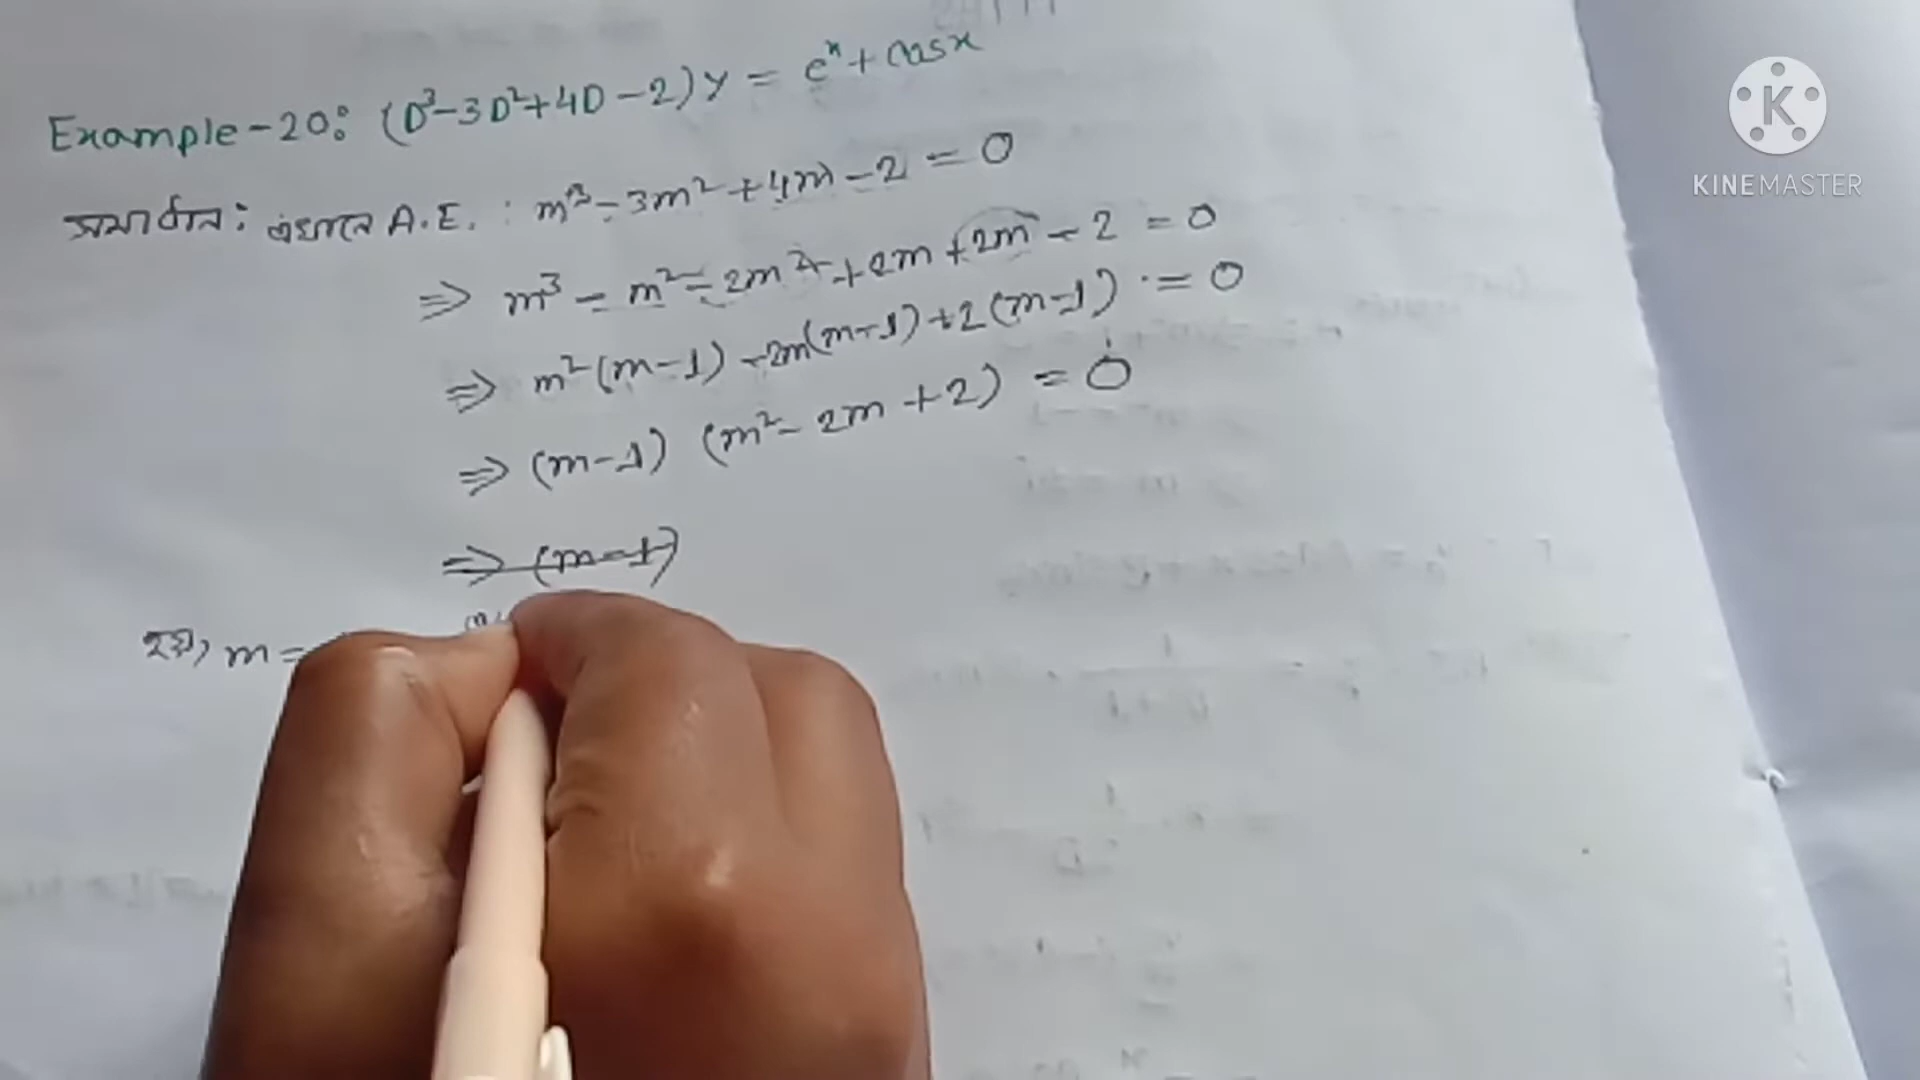 Example-20: (D³-3D²+4D-2)y = eˣ+cosx
সমাধান: এখানে A.E. : m³-3m²+4m-2 = 0
⇒ m³-m²-2m²+2m+2m-2 = 0
⇒ m²(m-1)-2m(m-1)+2(m-1) = 0
⇒ (m-1) (m²-2m+2) = 0
⇒ (m-1)
হয়, m=
KINEMASTER